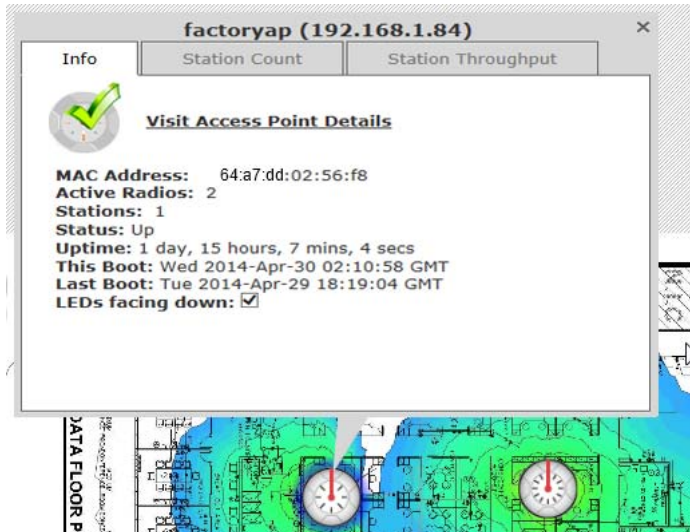 factoryap (192.168.1.84)
Info
Station Count
Station Throughput
Visit Access Point Details
MAC Address: 64:a7:dd:02:56:f8
Active Radios: 2
Stations: 1
Status: Up
Uptime: 1 day, 15 hours, 7 mins, 4 secs
This Boot: Wed 2014-Apr-30 02:10:58 GMT
Last Boot: Tue 2014-Apr-29 18:19:04 GMT
LEDs facing down:
DATA FLOOR P